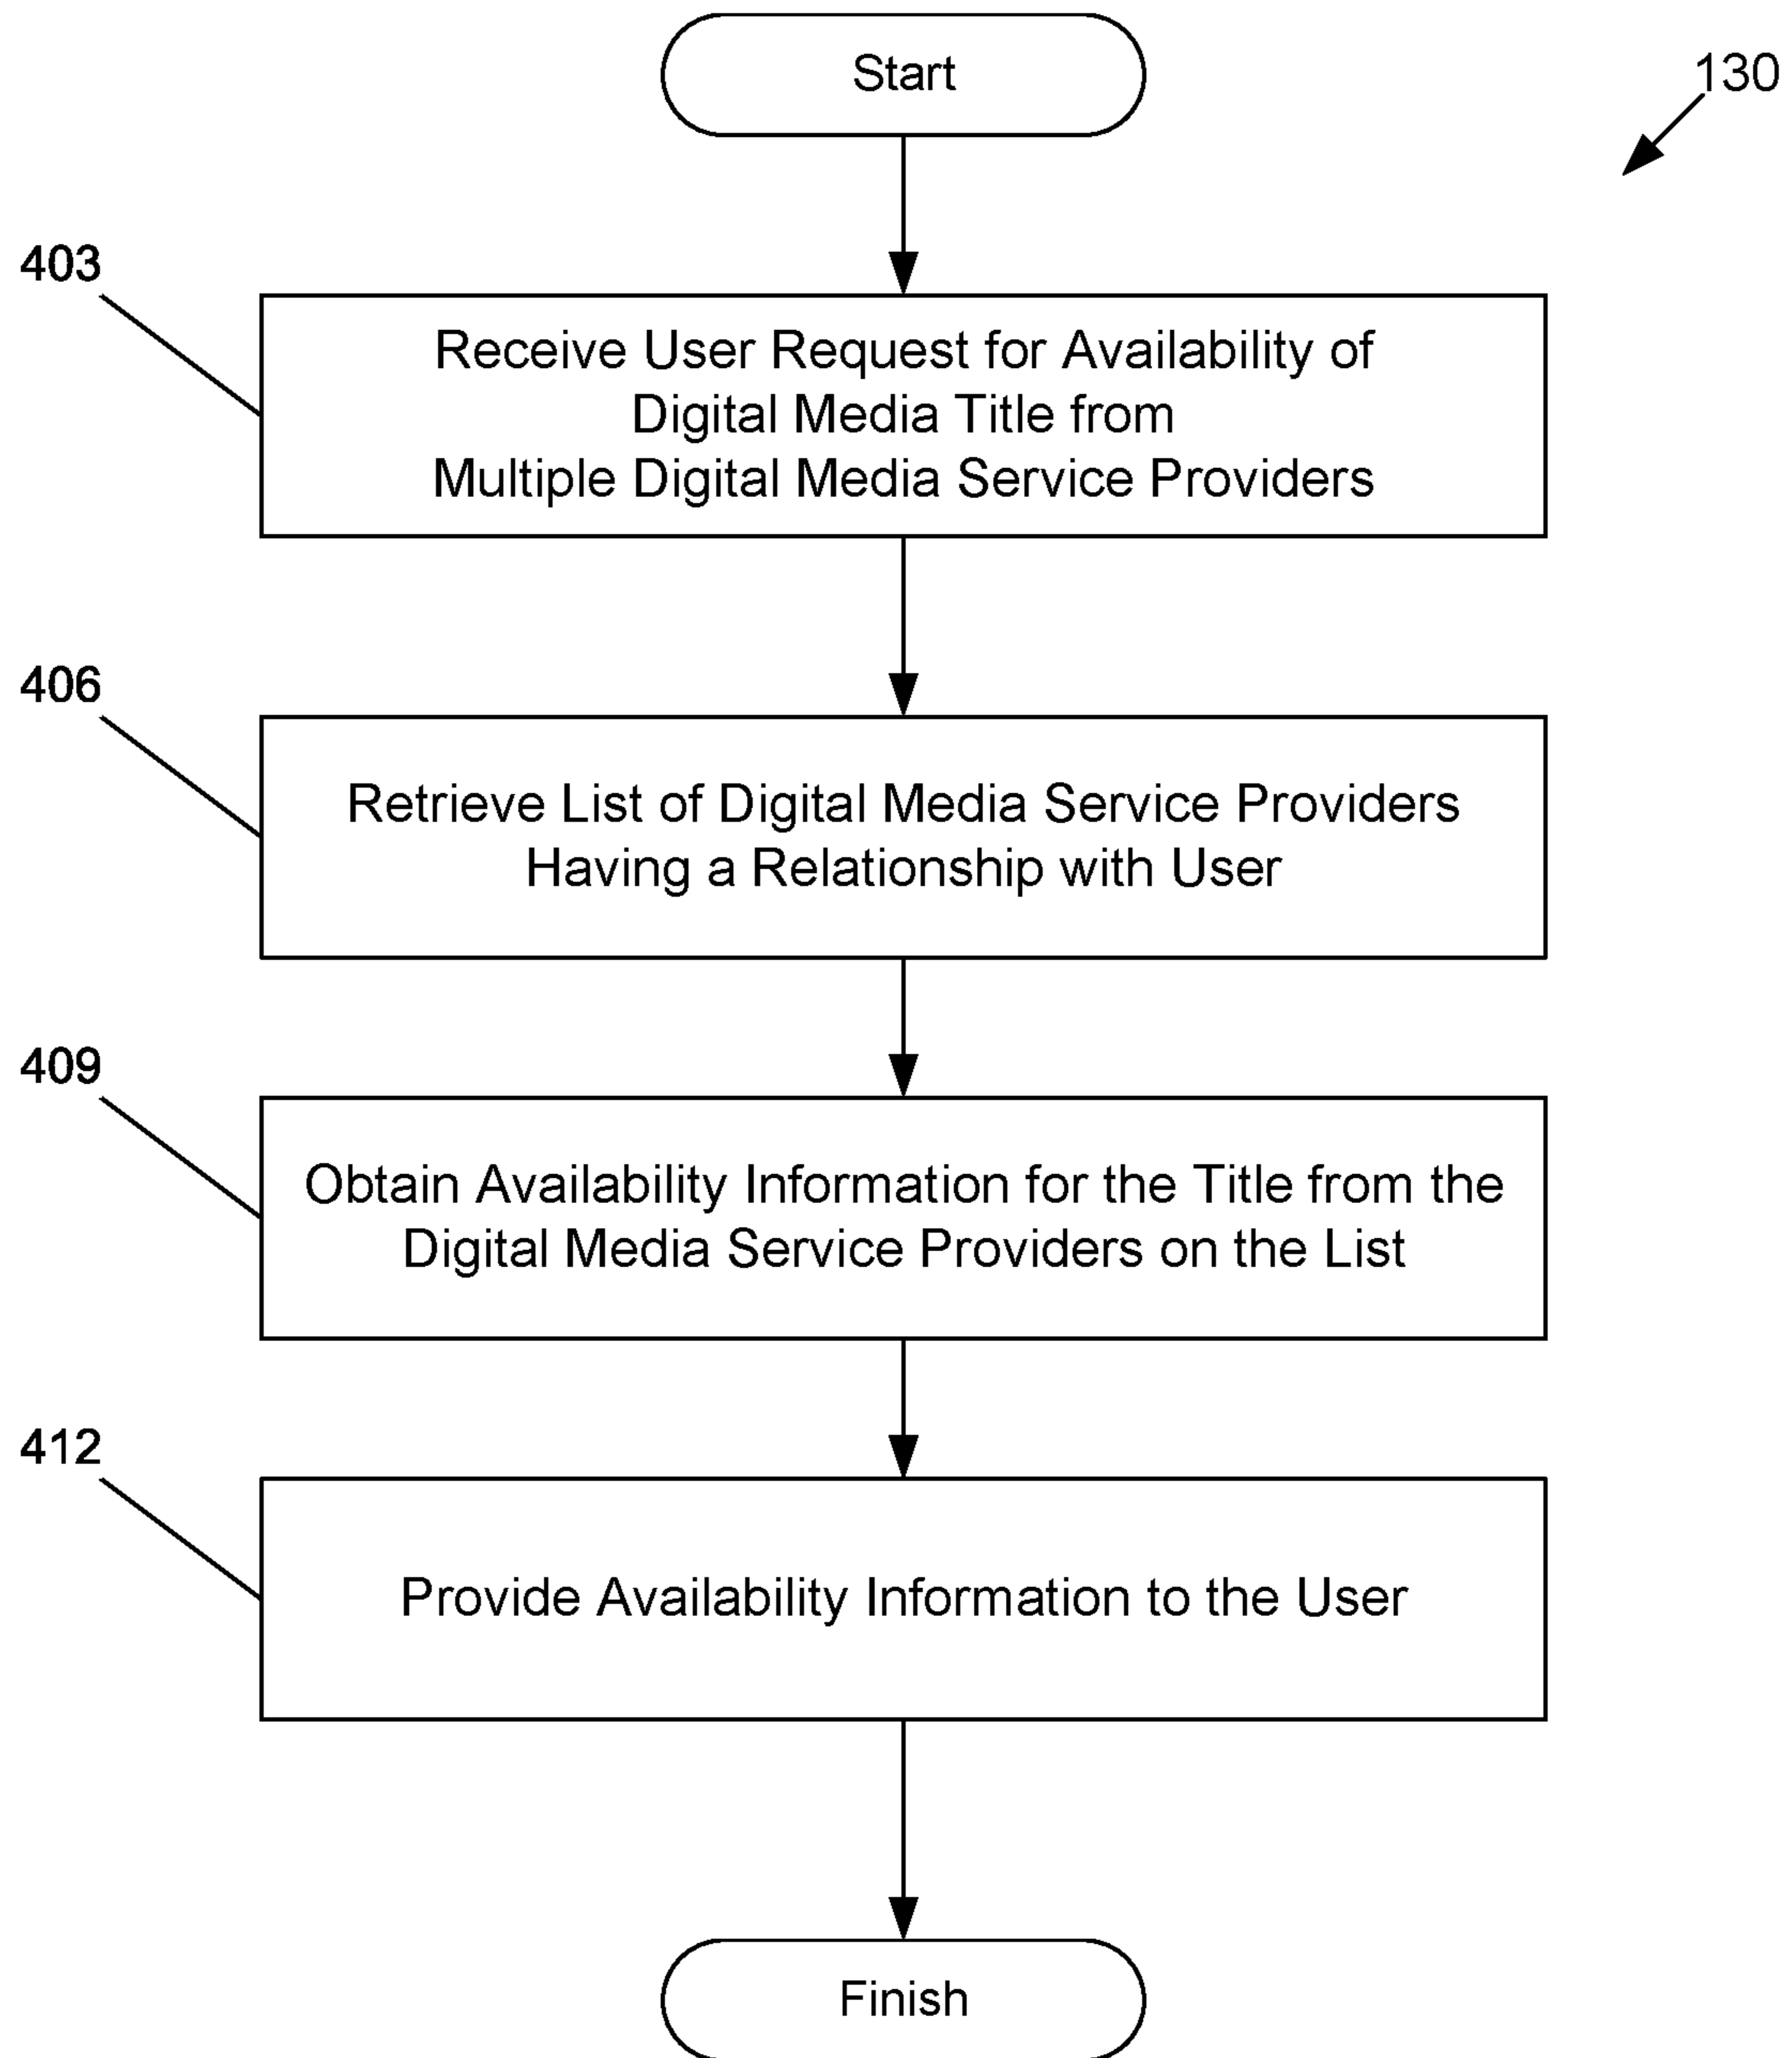 Start
130
403
Receive User Request for Availability of
Digital Media Title from
Multiple Digital Media Service Providers
406
Retrieve List of Digital Media Service Providers
Having a Relationship with User
409
Obtain Availability Information for the Title from the
Digital Media Service Providers on the List
412
Provide Availability Information to the User
Finish